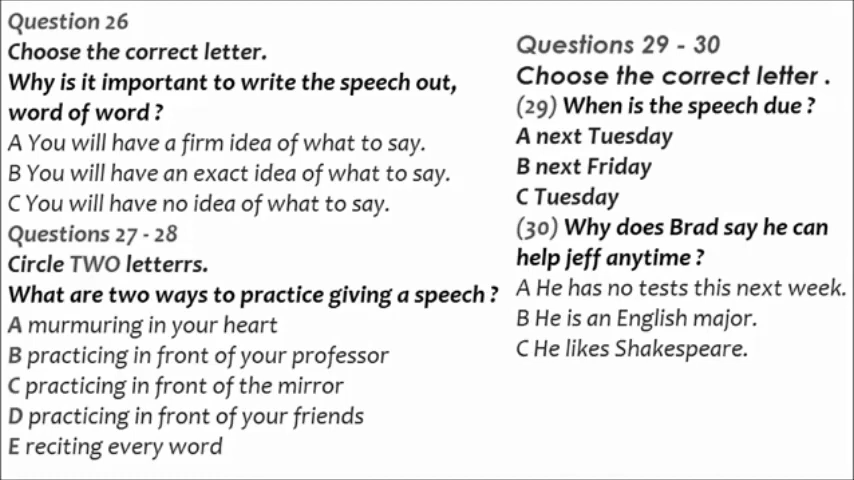 Question 26
Choose the correct letter.
Why is it important to write the speech out,
word of word ?
A You will have a firm idea of what to say.
B You will have an exact idea of what to say.
C You will have no idea of what to say.
Questions 27 - 28
Circle TWO letterrs.
What are two ways to practice giving a speech ?
A murmuring in your heart
B practicing in front of your professor
C practicing in front of the mirror
D practicing in front of your friends
E reciting every word
Questions 29 - 30
Choose the correct letter .
(29) When is the speech due ?
A next Tuesday
B next Friday
C Tuesday
(30) Why does Brad say he can
help jeff anytime ?
A He has no tests this next week.
B He is an English major.
C He likes Shakespeare.